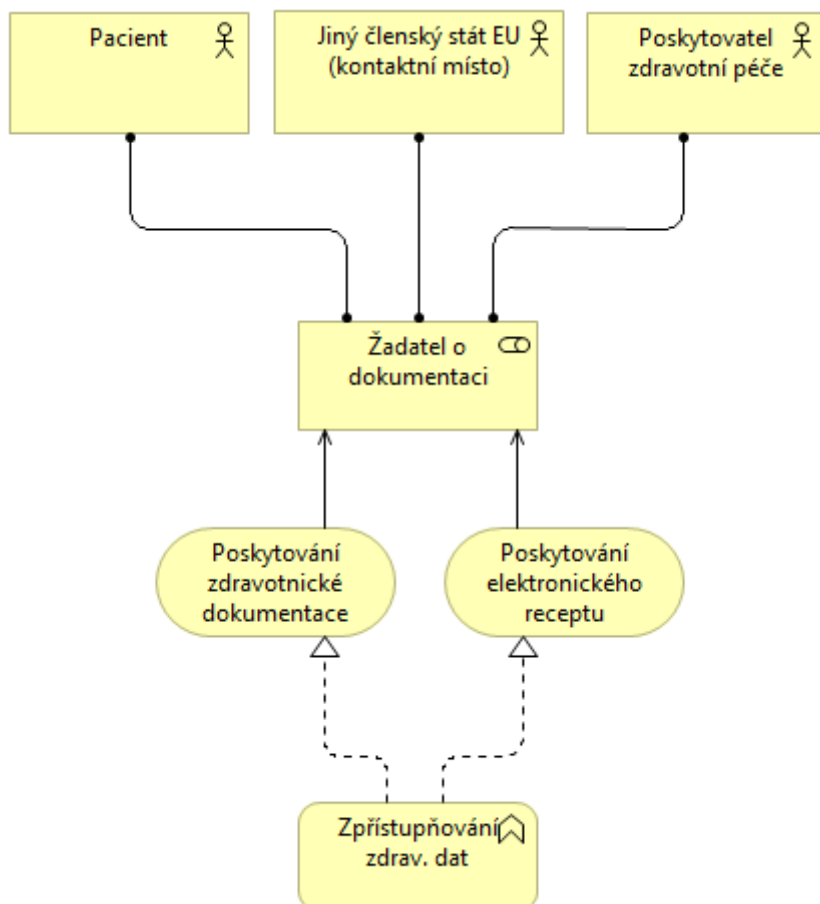 Pacient
Jiný členský stát EU
(kontaktní místo)
Poskytovatel
zdravotní péče
Žadatel o
dokumentaci
Poskytování
zdravotnické
dokumentace
Poskytování
elektronického
receptu
Zpřístupňování
zdrav. dat